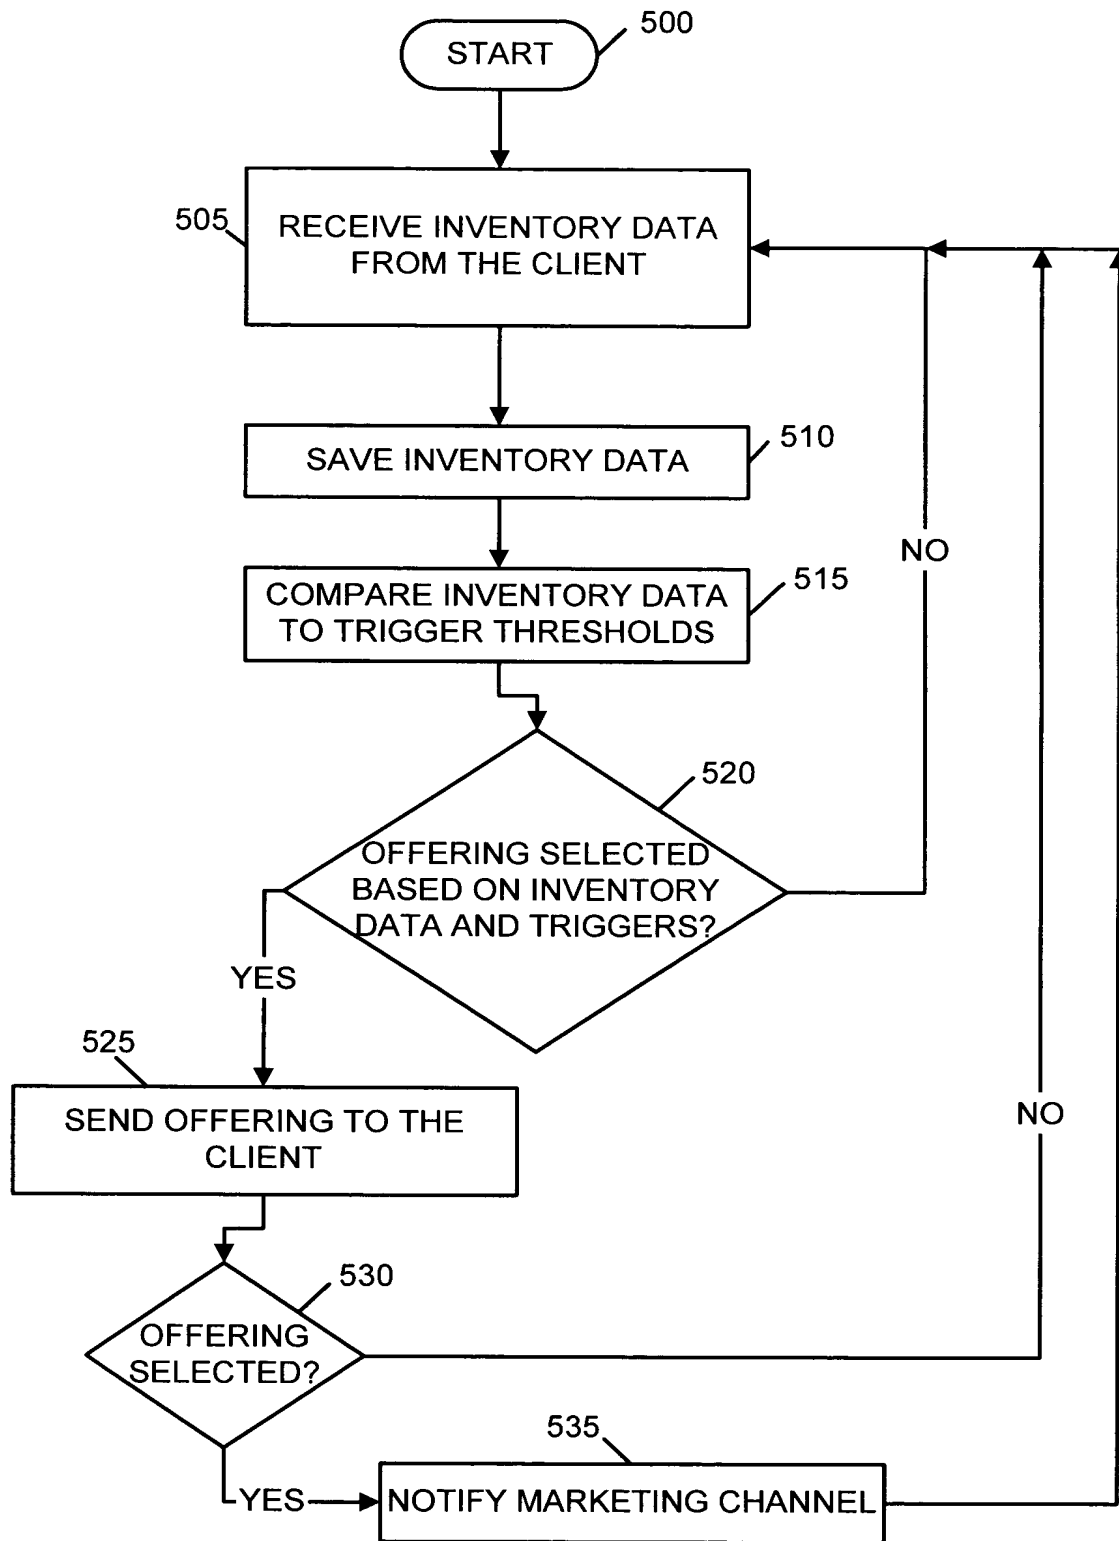 START
500
505
RECEIVE INVENTORY DATA
FROM THE CLIENT
SAVE INVENTORY DATA
510
NO
COMPARE INVENTORY DATA
TO TRIGGER THRESHOLDS
515
520
OFFERING SELECTED
BASED ON INVENTORY
DATA AND TRIGGERS?
YES
525
SEND OFFERING TO THE
CLIENT
NO
530
OFFERING
SELECTED?
535
YES
NOTIFY MARKETING CHANNEL